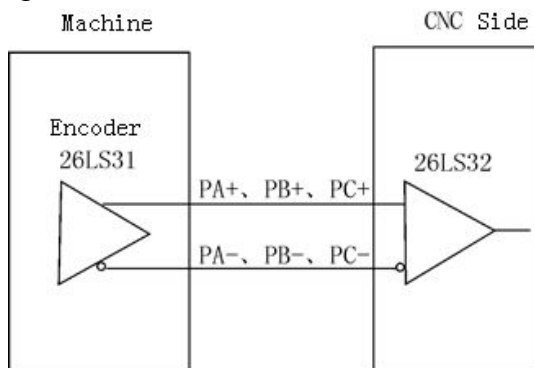 Machine
CNC Side
Encoder
26LS31
26LS32
PA+、PB+、PC+
PA-、PB-、PC-